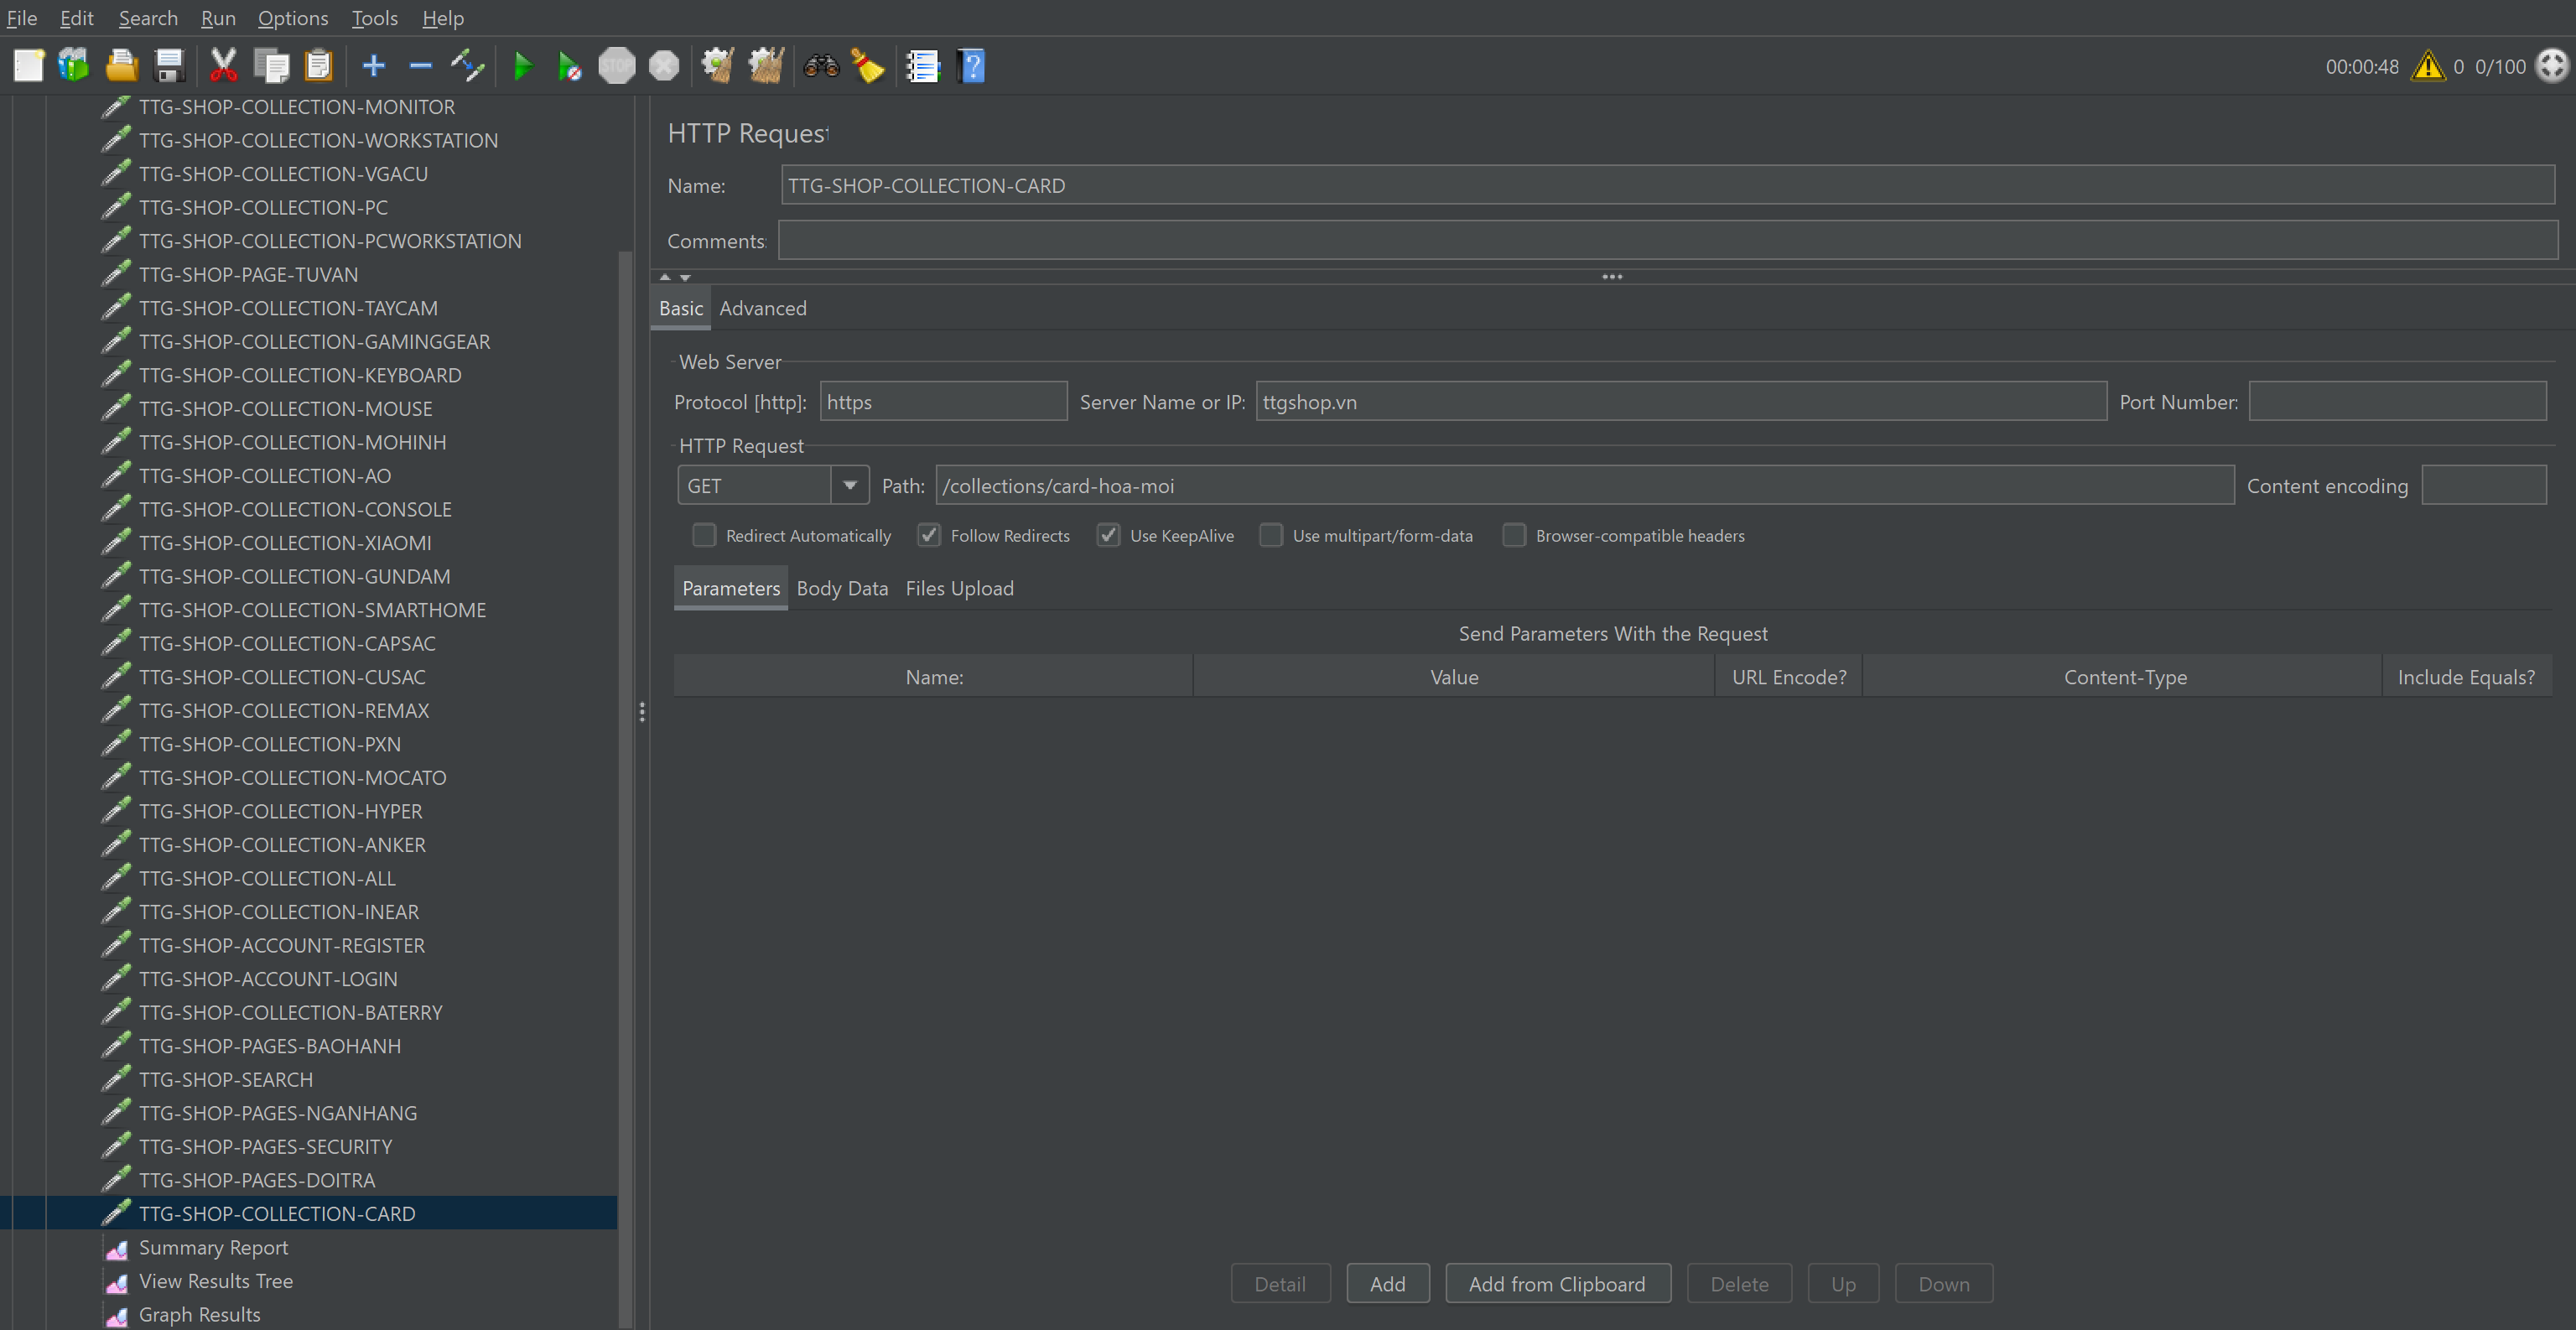 File Edit Search Run Options Tools Help
STOP
00:00:48 0 0/100
TTG-SHOP-COLLECTION-MONITOR
TTG-SHOP-COLLECTION-WORKSTATION
TTG-SHOP-COLLECTION-VGACU
TTG-SHOP-COLLECTION-PC
TTG-SHOP-COLLECTION-PCWORKSTATION
TTG-SHOP-PAGE-TUVAN
TTG-SHOP-COLLECTION-TAYCAM
TTG-SHOP-COLLECTION-GAMINGGEAR
TTG-SHOP-COLLECTION-KEYBOARD
TTG-SHOP-COLLECTION-MOUSE
TTG-SHOP-COLLECTION-MOHINH
TTG-SHOP-COLLECTION-AO
TTG-SHOP-COLLECTION-CONSOLE
TTG-SHOP-COLLECTION-XIAOMI
TTG-SHOP-COLLECTION-GUNDAM
TTG-SHOP-COLLECTION-SMARTHOME
TTG-SHOP-COLLECTION-CAPSAC
TTG-SHOP-COLLECTION-CUSAC
TTG-SHOP-COLLECTION-REMAX
TTG-SHOP-COLLECTION-PXN
TTG-SHOP-COLLECTION-MOCATO
TTG-SHOP-COLLECTION-HYPER
TTG-SHOP-COLLECTION-ANKER
TTG-SHOP-COLLECTION-ALL
TTG-SHOP-COLLECTION-INEAR
TTG-SHOP-ACCOUNT-REGISTER
TTG-SHOP-ACCOUNT-LOGIN
TTG-SHOP-COLLECTION-BATERRY
TTG-SHOP-PAGES-BAOHANH
TTG-SHOP-SEARCH
TTG-SHOP-PAGES-NGANHANG
TTG-SHOP-PAGES-SECURITY
TTG-SHOP-PAGES-DOITRA
TTG-SHOP-COLLECTION-CARD
Summary Report
View Results Tree
Graph Results
HTTP Request
Name: TTG-SHOP-COLLECTION-CARD
Comments:
Basic Advanced
Web Server
Protocol [http]: https Server Name or IP: ttgshop.vn Port Number:
HTTP Request
GET Path: /collections/card-hoa-moi Content encoding
Redirect Automatically Follow Redirects Use KeepAlive Use multipart/form-data Browser-compatible headers
Parameters Body Data Files Upload
Send Parameters With the Request
Name: Value URL Encode? Content-Type Include Equals?
Detail Add Add from Clipboard Delete Up Down